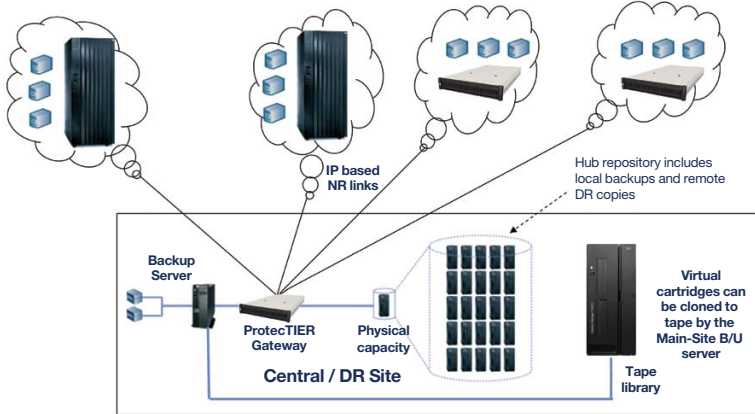 IP based
NR links
Hub repository includes
local backups and remote
DR copies
Backup
Server
ProtecTIER
Gateway
Physical
capacity
Central / DR Site
Virtual
cartridges can
be cloned to
tape by the
Main-Site B/U
server
Tape
library